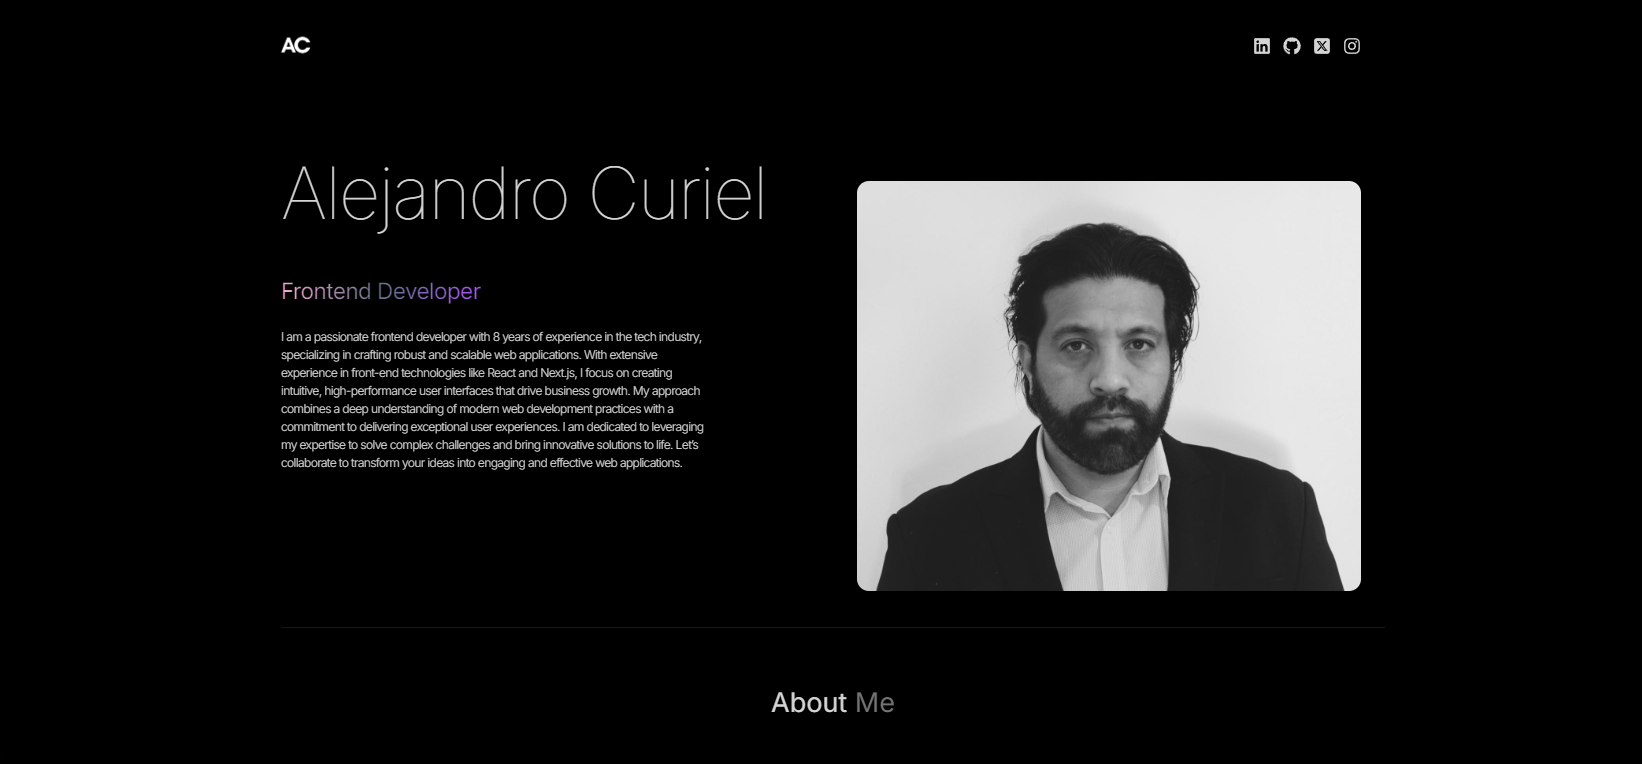 AC
Alejandro Curiel
Frontend Developer
I am a passionate frontend developer with 8 years of experience in the tech industry,
specializing in crafting robust and scalable web applications. With extensive
experience in front-end technologies like React and Next.js, I focus on creating
intuitive, high-performance user interfaces that drive business growth. My approach
combines a deep understanding of modern web development practices with a
commitment to delivering exceptional user experiences. I am dedicated to leveraging
my expertise to solve complex challenges and bring innovative solutions to life. Let’s
collaborate to transform your ideas into engaging and effective web applications.
About Me